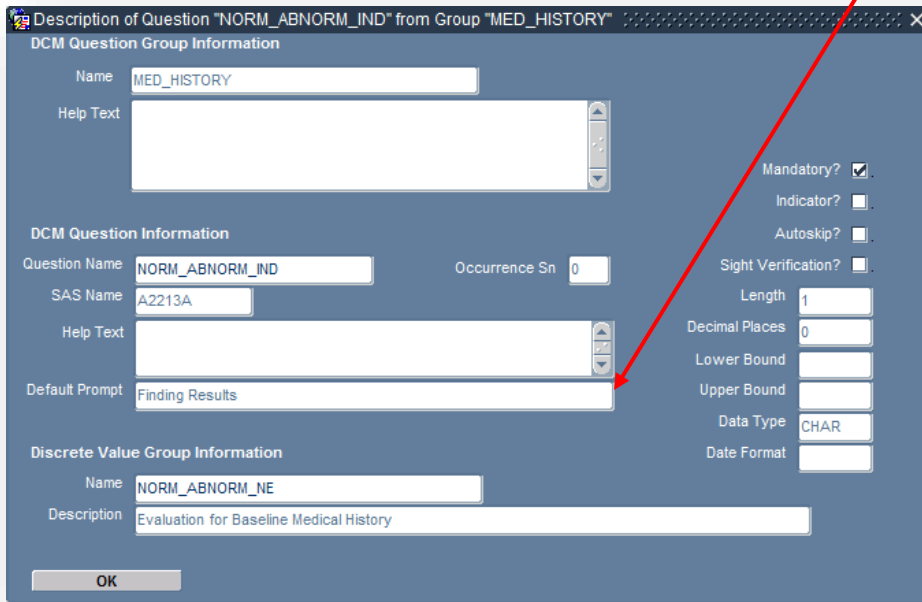 Description of Question "NORM_ABNORM_IND" from Group "MED_HISTORY"
DCM Question Group Information
Name MED_HISTORY
Help Text
Mandatory?
Indicator?
DCM Question Information
Autoskip?
Question Name NORM_ABNORM_IND Occurrence Sn 0 Sight Verification?
SAS Name A2213A Length 1
Help Text Decimal Places 0
Lower Bound
Default Prompt Finding Results Upper Bound
Data Type CHAR
Discrete Value Group Information Date Format
Name NORM_ABNORM_NE
Description Evaluation for Baseline Medical History
OK